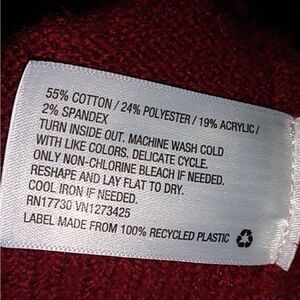 55% COTTON / 24% POLYESTER / 19% ACRYLIC /
2% SPANDEX
TURN INSIDE OUT. MACHINE WASH COLD
WITH LIKE COLORS. DELICATE CYCLE.
ONLY NON-CHLORINE BLEACH IF NEEDED.
RESHAPE AND LAY FLAT TO DRY.
COOL IRON IF NEEDED.
RN17730 VN1273425
LABEL MADE FROM 100% RECYCLED PLASTIC